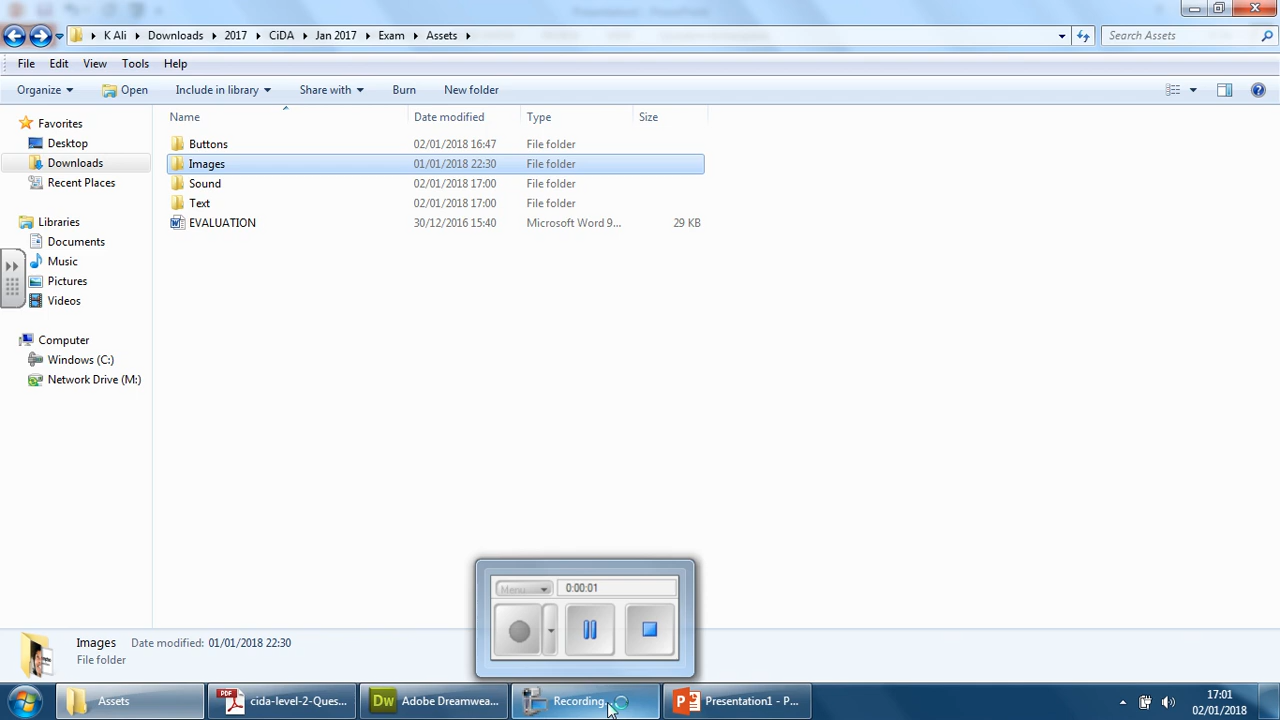 K Ali Downloads 2017 CiDA Jan 2017 Exam Assets Search Assets
File Edit View Tools Help
Organize Open Include in library Share with Burn New folder
Name Date modified Type Size
Favorites
Desktop
Downloads
Recent Places
Libraries
Documents
Music
Pictures
Videos
Computer
Windows (C:)
Network Drive (M:)
Buttons 02/01/2018 16:47 File folder
Images 01/01/2018 22:30 File folder
Sound 02/01/2018 17:00 File folder
Text 02/01/2018 17:00 File folder
EVALUATION 30/12/2016 15:40 Microsoft Word 9... 29 KB
Menu 0:00:01
Images Date modified: 01/01/2018 22:30
File folder
Assets cida-level-2-Ques... Adobe Dreamwea... Recording... Presentation1 - P...
17:01
02/01/2018